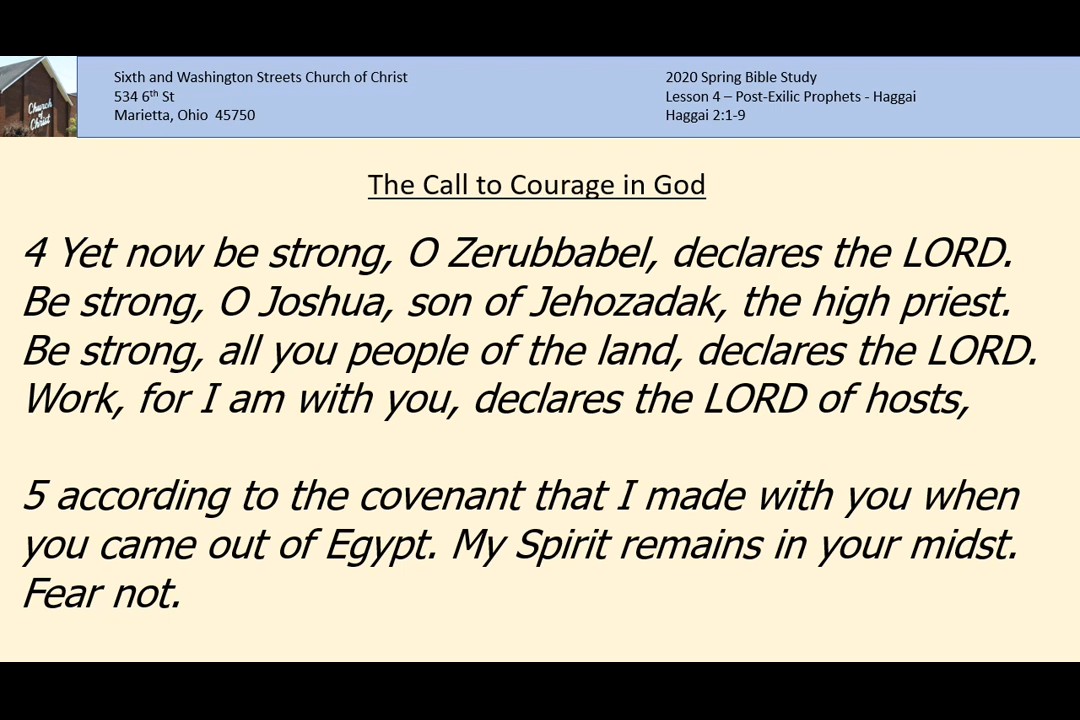 Church
of
Christ
Sixth and Washington Streets Church of Christ
534 6th St
Marietta, Ohio  45750
2020 Spring Bible Study
Lesson 4 – Post-Exilic Prophets - Haggai
Haggai 2:1-9
The Call to Courage in God
4 Yet now be strong, O Zerubbabel, declares the LORD.
Be strong, O Joshua, son of Jehozadak, the high priest.
Be strong, all you people of the land, declares the LORD.
Work, for I am with you, declares the LORD of hosts,
5 according to the covenant that I made with you when
you came out of Egypt. My Spirit remains in your midst.
Fear not.